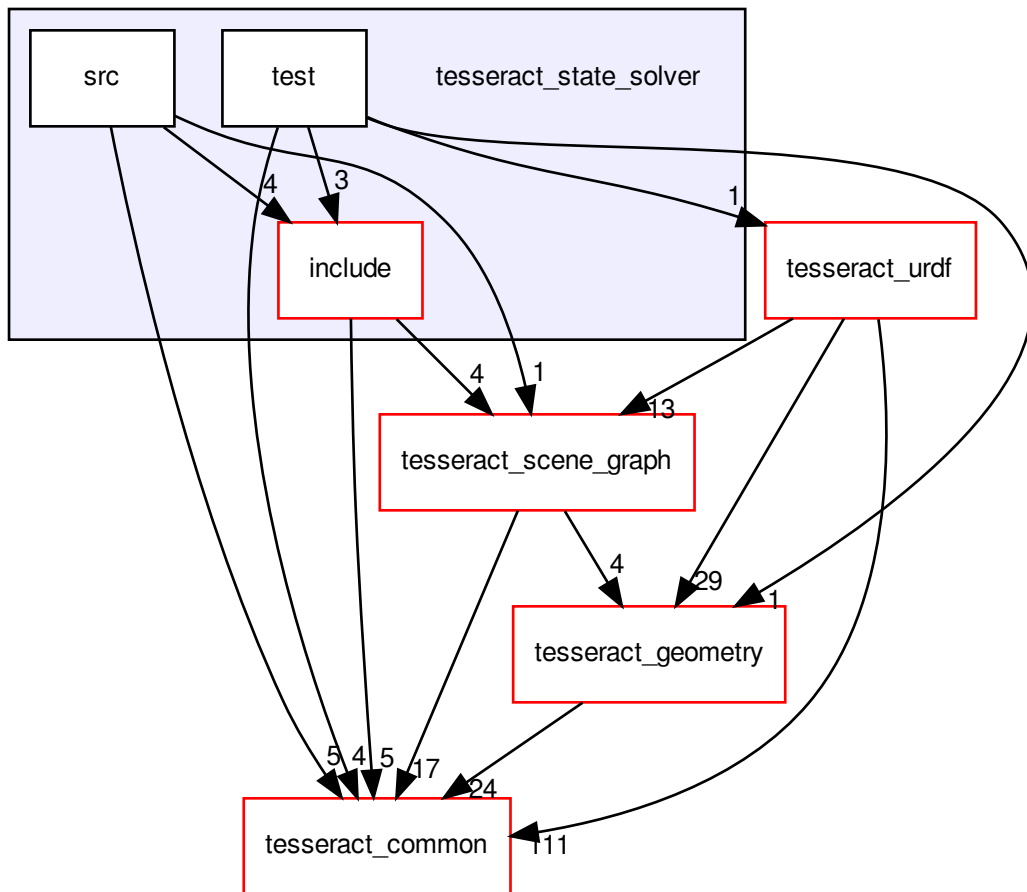 src
test
tesseract_state_solver
4
3
1
include
tesseract_urdf
4
1
13
tesseract_scene_graph
4
29
1
tesseract_geometry
5
4
5
17
24
111
tesseract_common